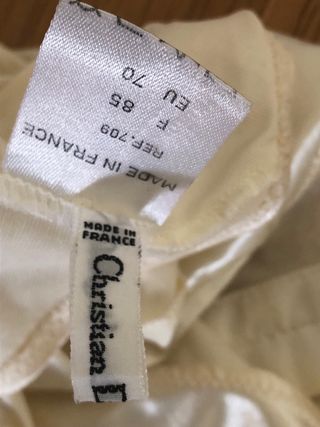 EU 70
F 85
REF.709
MADE IN FRANCE
MADE IN
FRANCE
Christian